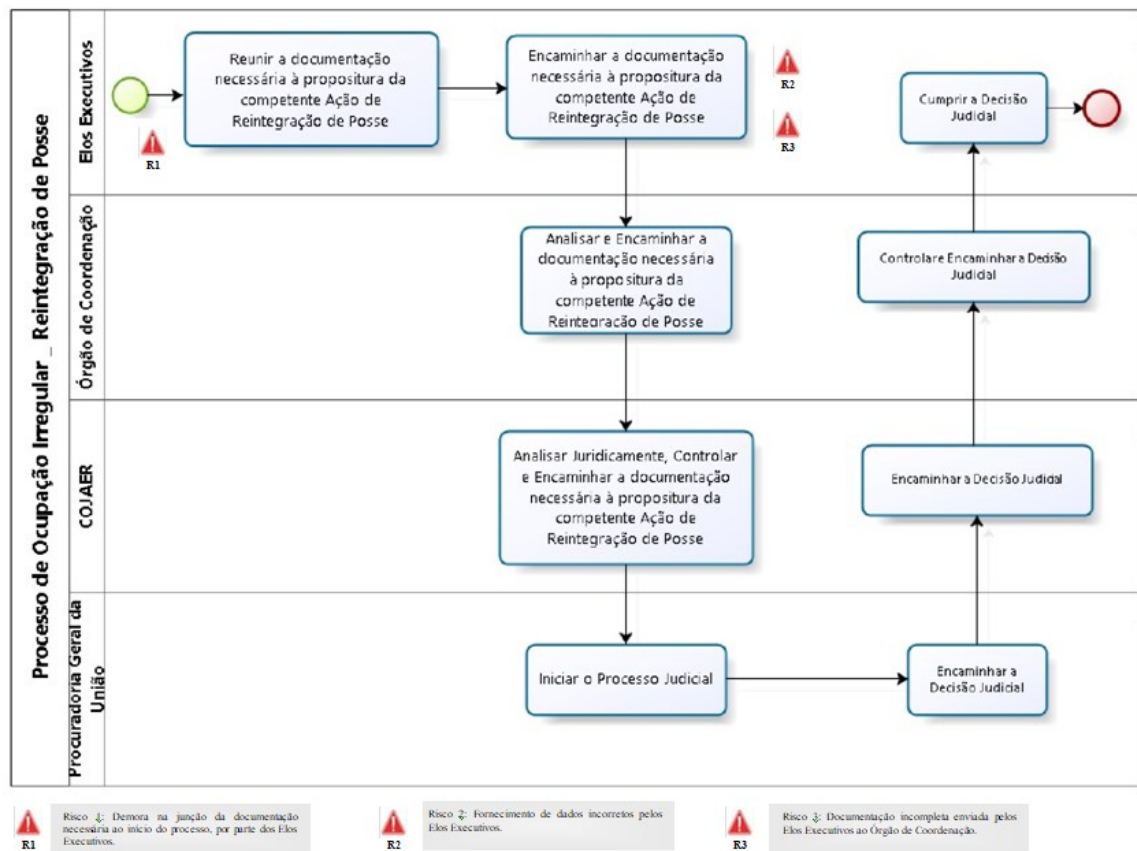 Processo de Ocupação Irregular _ Reintegração de Posse
Elos Executivos
Reunir a documentação
necessária à propositura da
competente Ação de
Reintegração de Posse
Encaminhar a documentação
necessária à propositura da
competente Ação de
Reintegração de Posse
R1
R2
R3
Cumprir a Decisão
Judicial
Órgão de Coordenação
Analisar e Encaminhar a
documentação necessária
à propositura da
competente Ação de
Reintegração de Posse
Controlar e Encaminhar a Decisão
Judicial
COJAER
Analisar Juridicamente, Controlar
e Encaminhar a documentação
necessária à propositura da
competente Ação de
Reintegração de Posse
Encaminhar a Decisão Judicial
Procuradoria Geral da
União
Iniciar o Processo Judicial
Encaminhar a
Decisão Judicial
R1
Risco 1: Demora na junção da documentação
necessária ao início do processo, por parte dos Elos
Executivos.
R2
Risco 2: Fornecimento de dados incorretos pelos
Elos Executivos.
R3
Risco 3: Documentação incompleta enviada pelos
Elos Executivos ao Órgão de Coordenação.